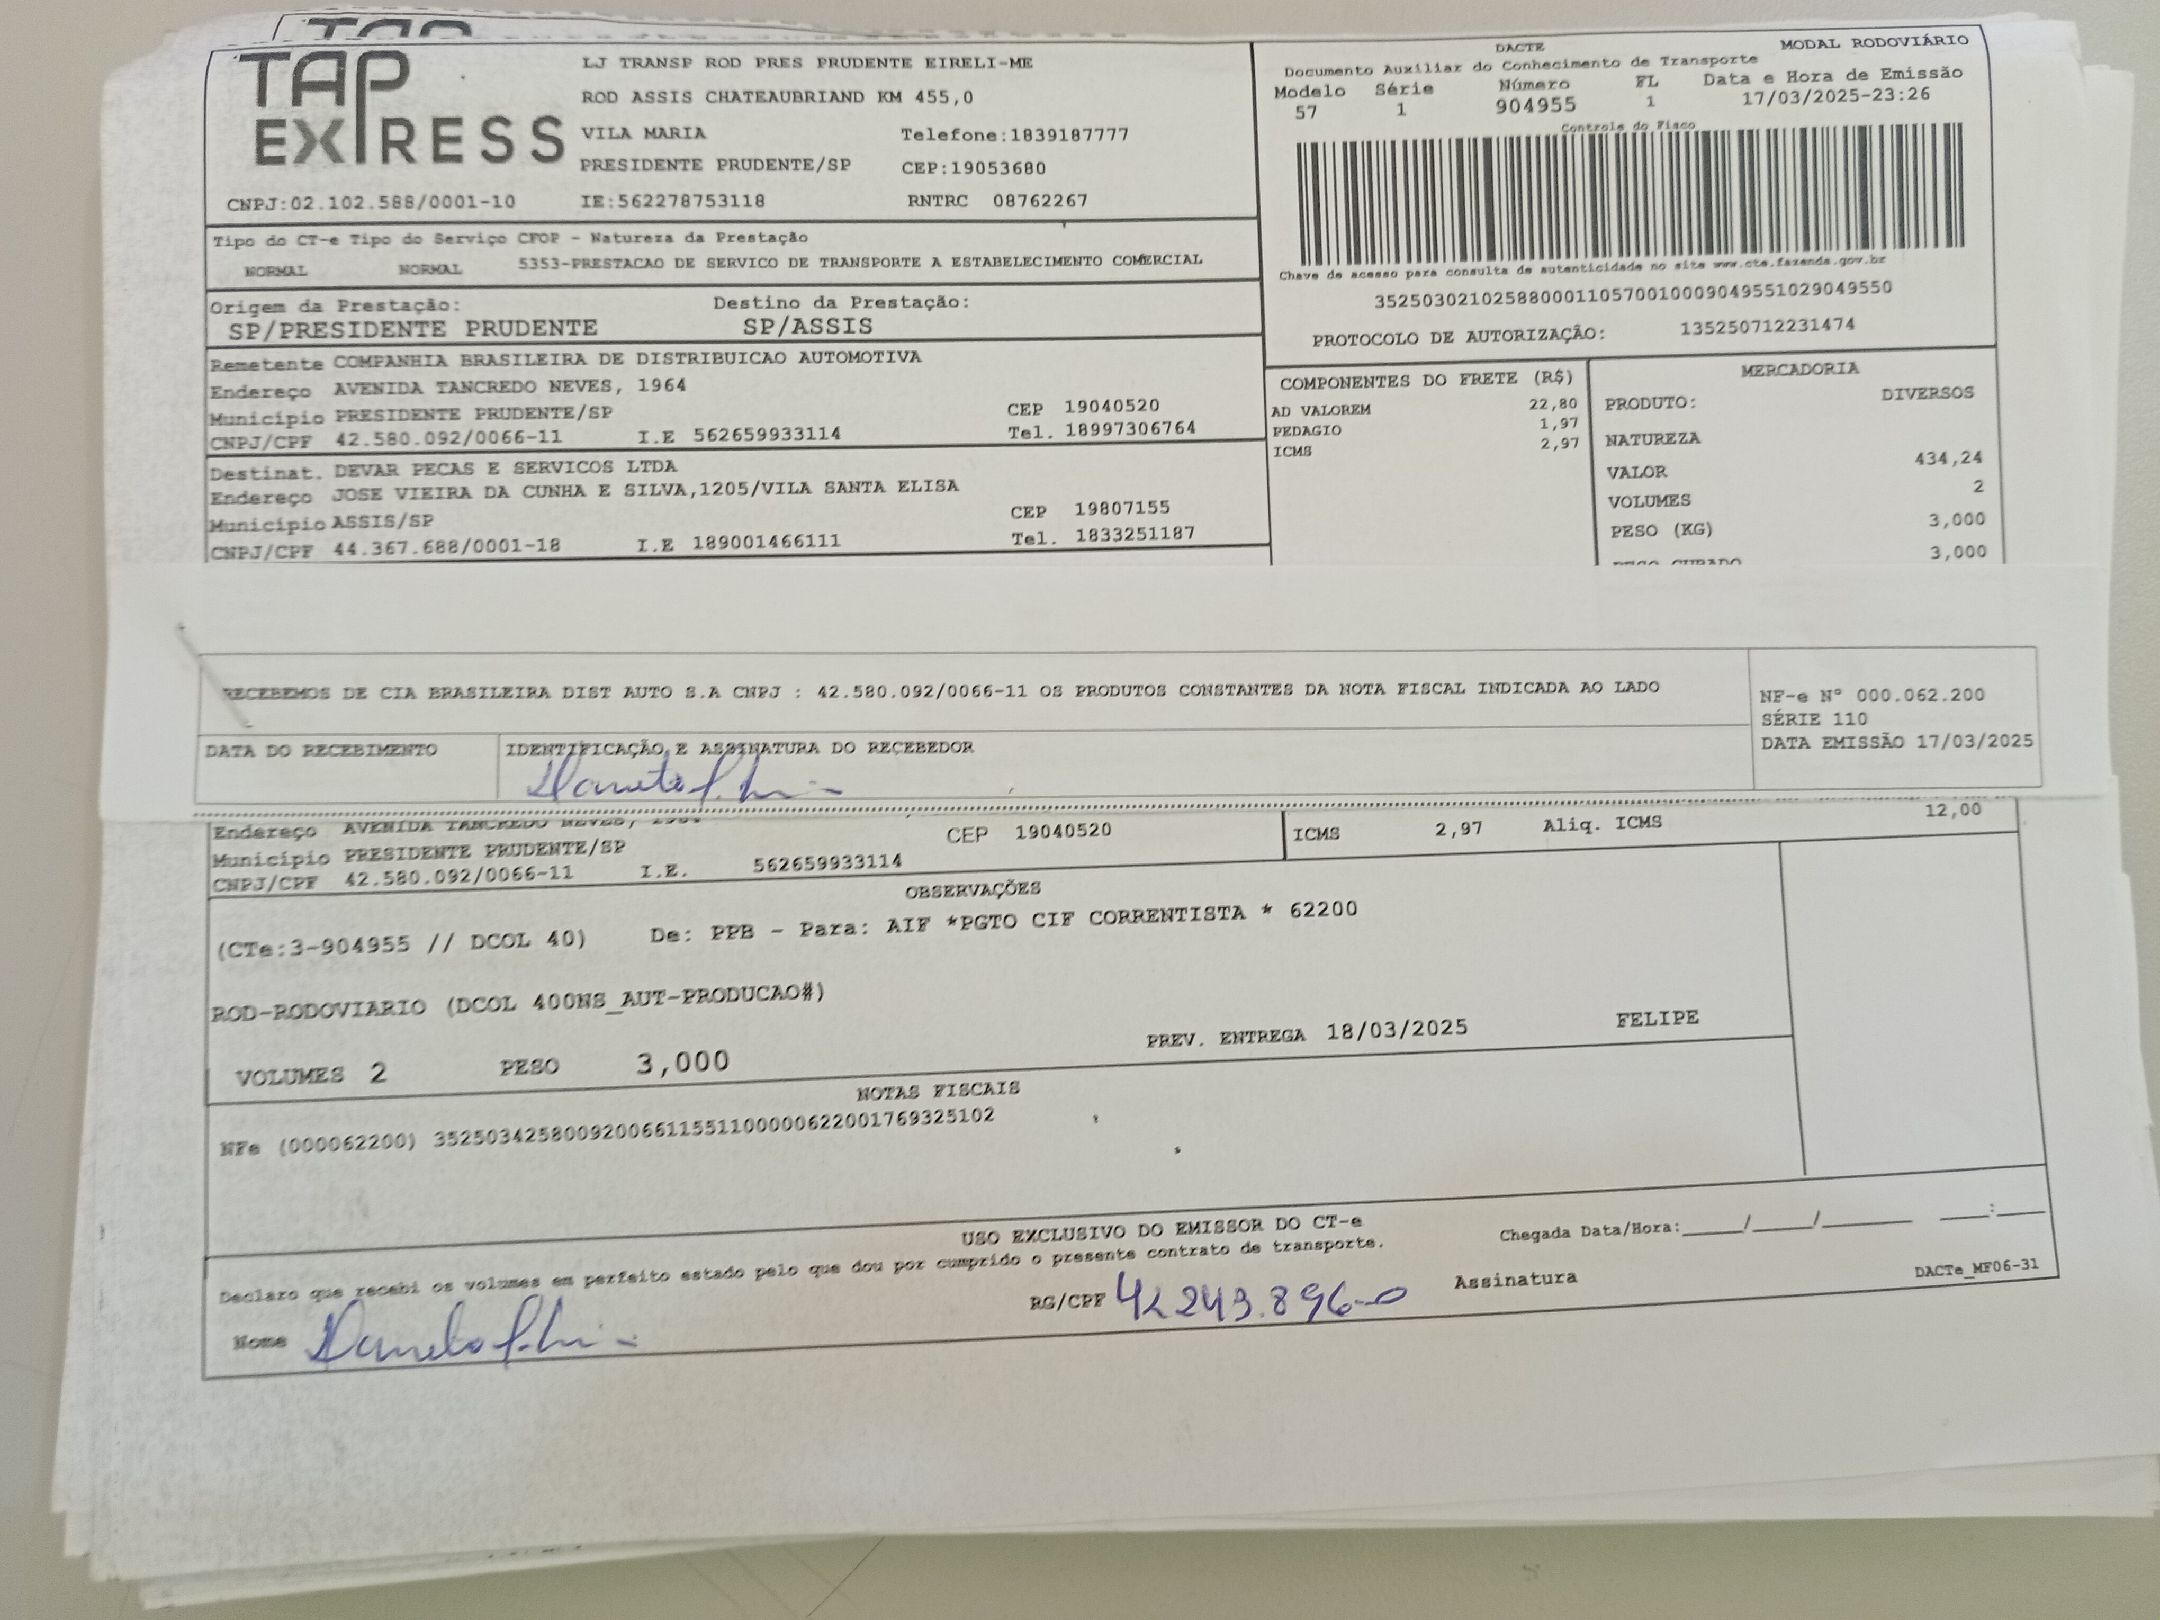 TAP
EXPRESS
LJ TRANSP ROD PRES PRUDENTE EIRELI-ME
ROD ASSIS CHATEAUBRIAND KM 455,0
VILA MARIA Telefone:1839187777
PRESIDENTE PRUDENTE/SP CEP:19053680
CNPJ:02.102.588/0001-10 IE:562278753118 RNTRC 08762267
DACTE MODAL RODOVIÁRIO
Documento Auxiliar do Conhecimento de Transporte
Modelo Série Número FL Data e Hora de Emissão
57 1 904955 1 17/03/2025-23:26
Controle do Fisco
Chave de acesso para consulta de autenticidade no site www.cte.fazenda.gov.br
35250302102588000110570010009049551029049550
PROTOCOLO DE AUTORIZAÇÃO: 135250712231474
Tipo do CT-e Tipo do Serviço CFOP - Natureza da Prestação
NORMAL NORMAL 5353-PRESTACAO DE SERVICO DE TRANSPORTE A ESTABELECIMENTO COMERCIAL
Origem da Prestação: Destino da Prestação:
SP/PRESIDENTE PRUDENTE SP/ASSIS
Remetente COMPANHIA BRASILEIRA DE DISTRIBUICAO AUTOMOTIVA
Endereço AVENIDA TANCREDO NEVES, 1964
Município PRESIDENTE PRUDENTE/SP CEP 19040520
CNPJ/CPF 42.580.092/0066-11 I.E 562659933114 Tel. 18997306764
Destinat. DEVAR PECAS E SERVICOS LTDA
Endereço JOSE VIEIRA DA CUNHA E SILVA,1205/VILA SANTA ELISA
Município ASSIS/SP CEP 19807155
CNPJ/CPF 44.367.688/0001-18 I.E 189001466111 Tel. 1833251187
COMPONENTES DO FRETE (R$)
AD VALOREM 22,80
PEDAGIO 1,97
ICMS 2,97
MERCADORIA
PRODUTO: DIVERSOS
NATUREZA
VALOR 434,24
VOLUMES 2
PESO (KG) 3,000
PESO CUBADO 3,000
RECEBEMOS DE CIA BRASILEIRA DIST AUTO S.A CNPJ : 42.580.092/0066-11 OS PRODUTOS CONSTANTES DA NOTA FISCAL INDICADA AO LADO
NF-e Nº 000.062.200
SÉRIE 110
DATA EMISSÃO 17/03/2025
DATA DO RECEBIMENTO IDENTIFICAÇÃO E ASSINATURA DO RECEBEDOR
Endereço AVENIDA TANCREDO NEVES, CEP 19040520
Município PRESIDENTE PRUDENTE/SP
CNPJ/CPF 42.580.092/0066-11 I.E. 562659933114
ICMS 2,97 Aliq. ICMS 12,00
OBSERVAÇÕES
(CTe:3-904955 // DCOL 40) De: PPB - Para: AIF *PGTO CIF CORRENTISTA * 62200
ROD-RODOVIARIO (DCOL 400NS_AUT-PRODUCAO#)
PREV. ENTREGA 18/03/2025 FELIPE
VOLUMES 2 PESO 3,000
NOTAS FISCAIS
NFe (000062200) 35250342580092006611551100000622001769325102
USO EXCLUSIVO DO EMISSOR DO CT-e
Declaro que recebi os volumes em perfeito estado pelo que dou por cumprido o presente contrato de transporte.
Chegada Data/Hora:_____/_____/_______ ____:____
Nome RG/CPF 42243.896-0 Assinatura
DACTe_MF06-31